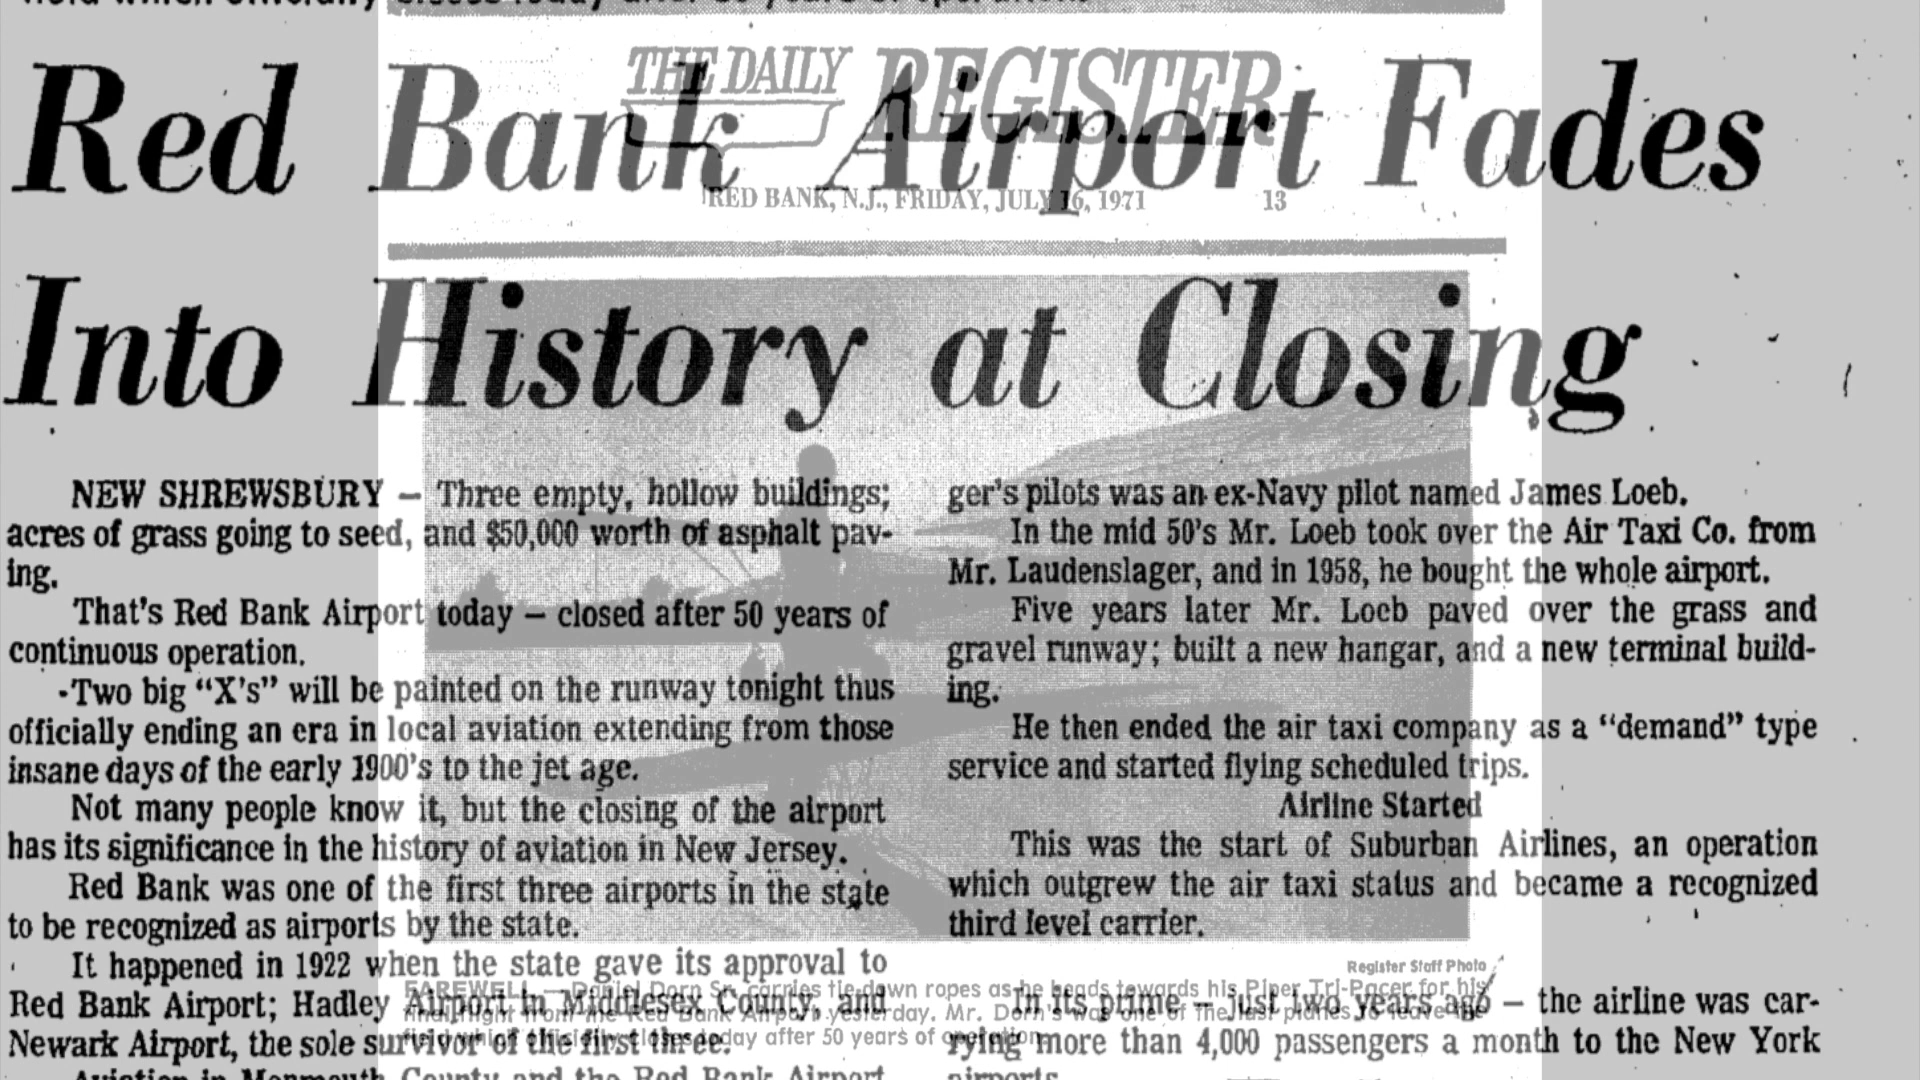 THE DAILY REGISTER
RED BANK, N.J., FRIDAY, JULY 16, 1971 13
Red Bank Airport Fades
Into History at Closing
NEW SHREWSBURY — Three empty, hollow buildings;
acres of grass going to seed, and $50,000 worth of asphalt pav-
ing.
That's Red Bank Airport today — closed after 50 years of
continuous operation.
Two big “X's” will be painted on the runway tonight thus
officially ending an era in local aviation extending from those
insane days of the early 1900's to the jet age.
Not many people know it, but the closing of the airport
has its significance in the history of aviation in New Jersey.
Red Bank was one of the first three airports in the state
to be recognized as airports by the state.
It happened in 1922 when the state gave its approval to
Red Bank Airport; Hadley Airport in Middlesex County, and
Newark Airport, the sole survivor of the first three.
Aviation in Monmouth County and the Red Bank Airport
ger's pilots was an ex-Navy pilot named James Loeb.
In the mid 50's Mr. Loeb took over the Air Taxi Co. from
Mr. Laudenslager, and in 1958, he bought the whole airport.
Five years later Mr. Loeb paved over the grass and
gravel runway; built a new hangar, and a new terminal build-
ing.
He then ended the air taxi company as a “demand” type
service and started flying scheduled trips.
Airline Started
This was the start of Suburban Airlines, an operation
which outgrew the air taxi status and became a recognized
third level carrier.
In its prime — just two years ago — the airline was car-
rying more than 4,000 passengers a month to the New York
airports.
Register Staff Photo
FAREWELL — Daniel Dorn Sr. carries tie-down ropes as he heads towards his Piper Tri-Pacer for his
final flight from the Red Bank Airport yesterday. Mr. Dorn's was one of the last planes to leave the
field which officially closes today after 50 years of operation.